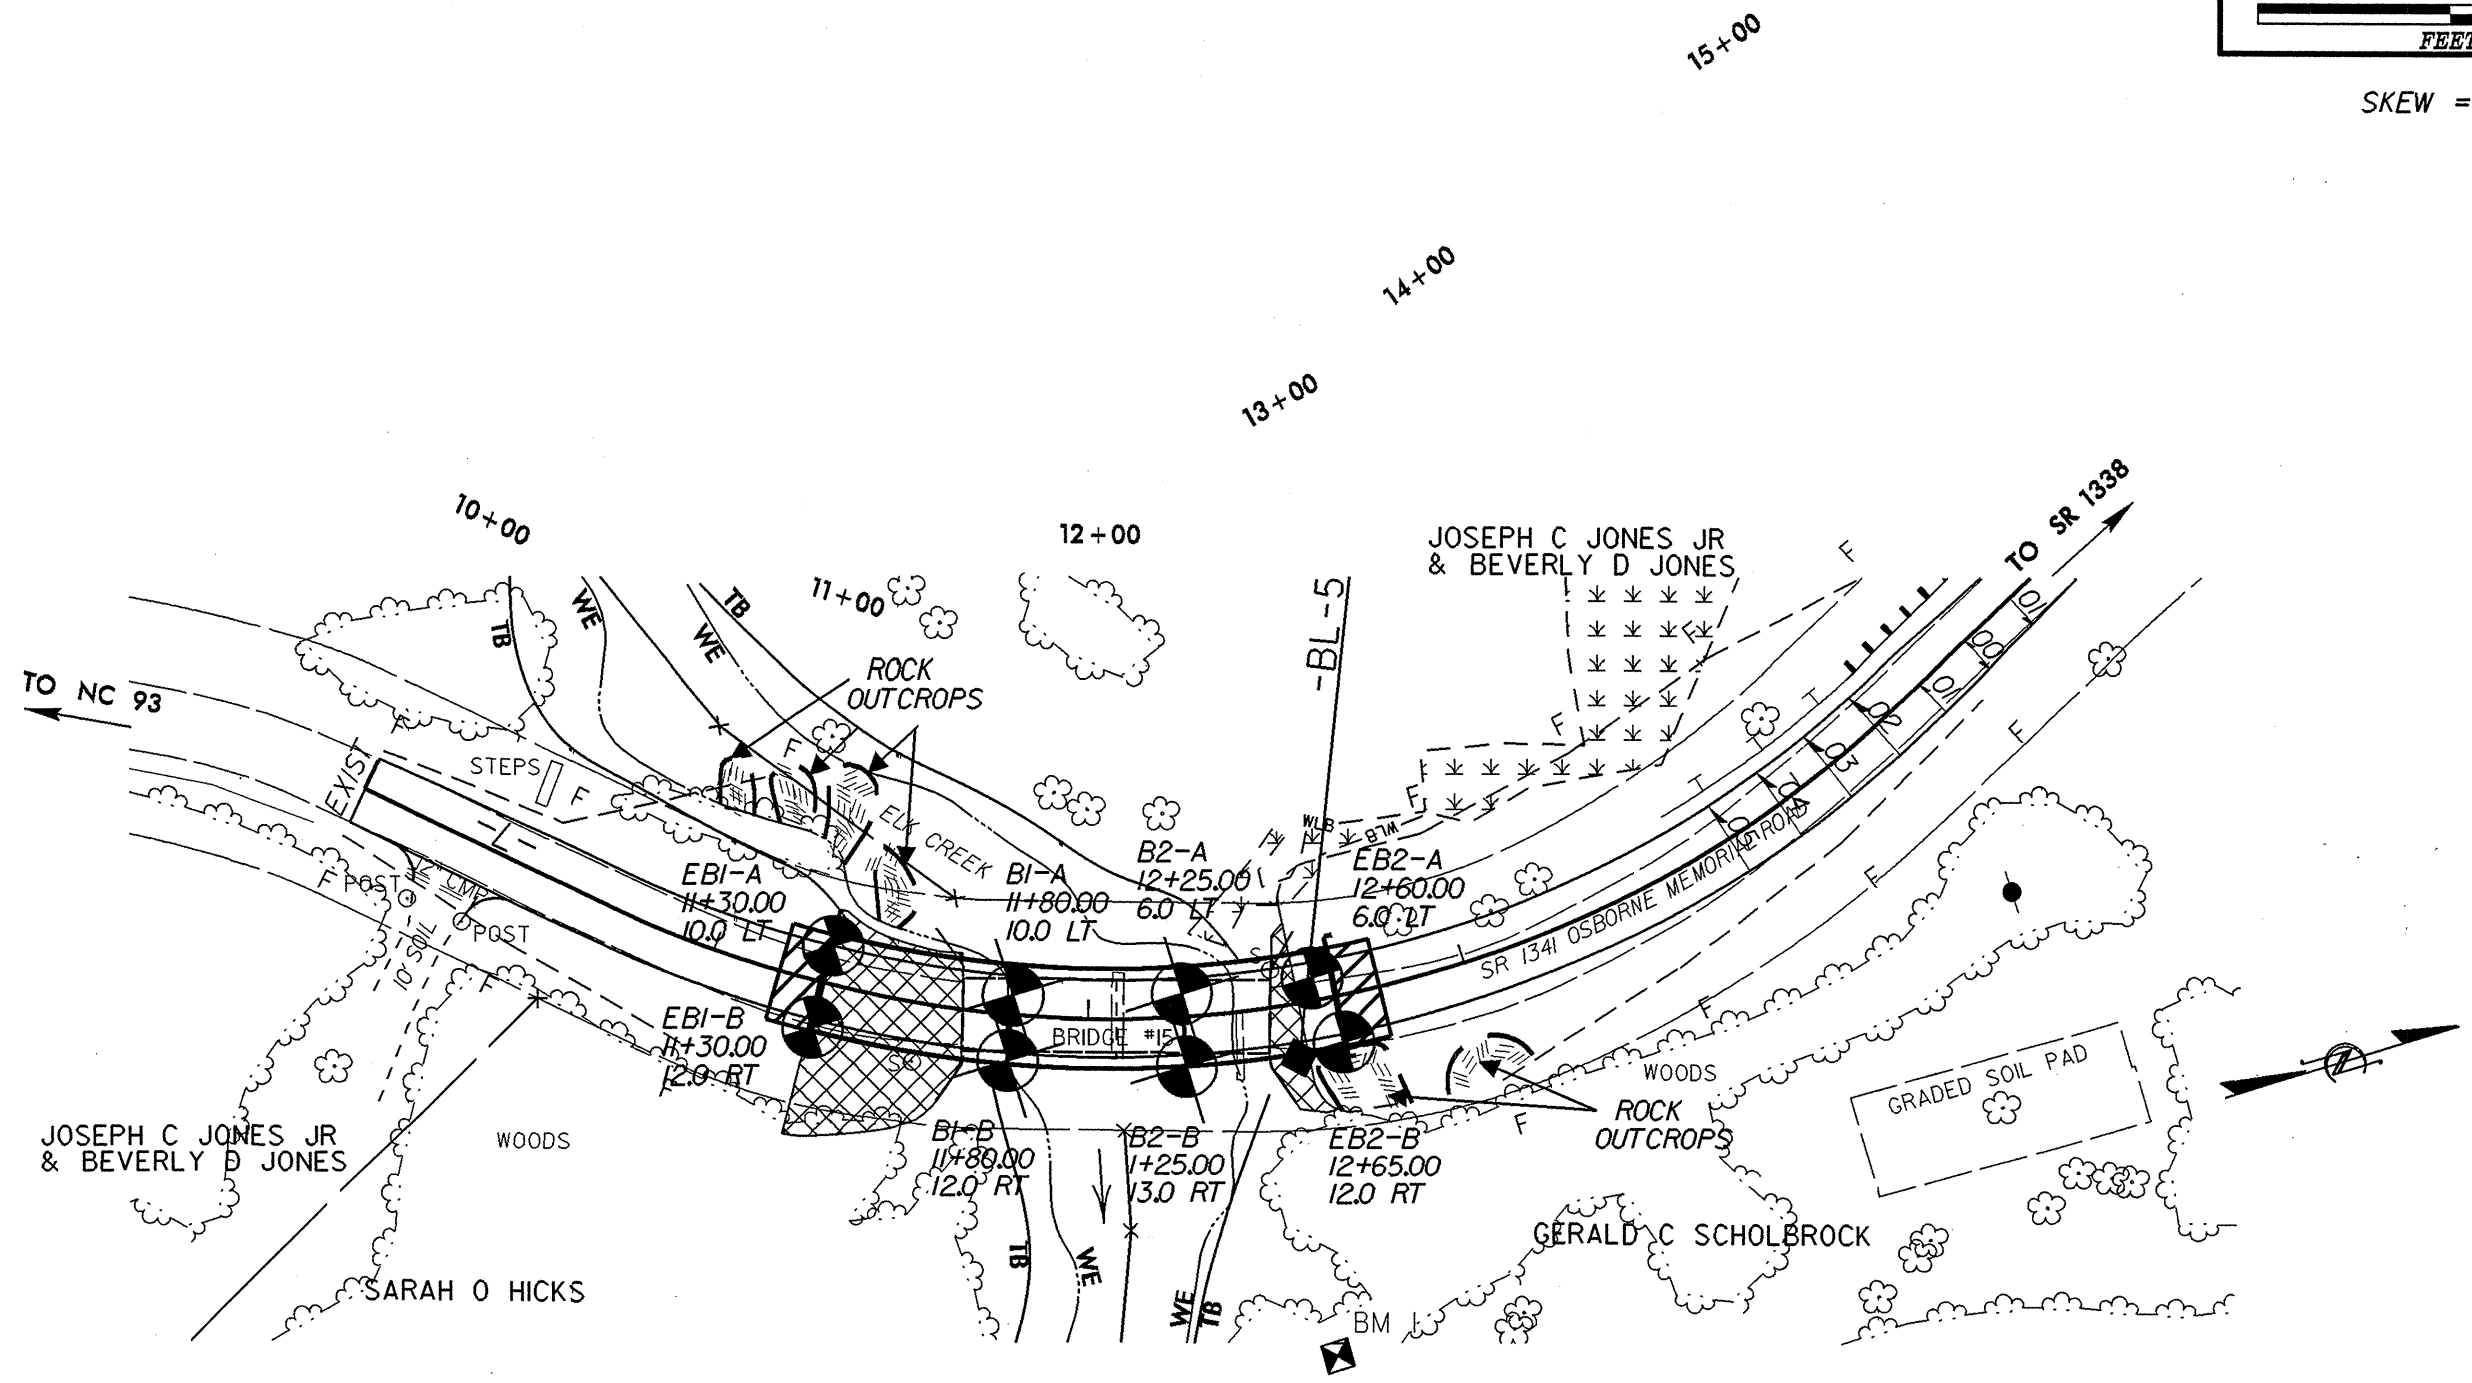 FEET
SKEW =
15+00
14+00
13+00
12+00
11+00
10+00
TO SR 1338
JOSEPH C JONES JR
& BEVERLY D JONES
TB
WE
WE
TB
-BL-5
F
F
F
F
ROCK
OUTCROPS
TO NC 93
F
F
STEPS
F
EXIST
ELK CREEK
WLB
WLB
T
T
T
F
F
SR 1341 OSBORNE MEMORIAL ROAD
EB1-A
11+30.00
10.0 LT
B1-A
11+80.00
10.0 LT
B2-A
12+25.00
6.0 LT
EB2-A
12+60.00
6.0 LT
F
POST
12" CMP
POST
10' SOIL
F
EB1-B
11+30.00
12.0 RT
F
BRIDGE #15
F
WOODS
GRADED SOIL PAD
ROCK
OUTCROPS
F
JOSEPH C JONES JR
& BEVERLY D JONES
WOODS
B1-B
11+80.00
12.0 RT
B2-B
1+25.00
13.0 RT
EB2-B
12+65.00
12.0 RT
GERALD C SCHOLBROCK
TB
WE
WE
TB
SARAH O HICKS
BM 1